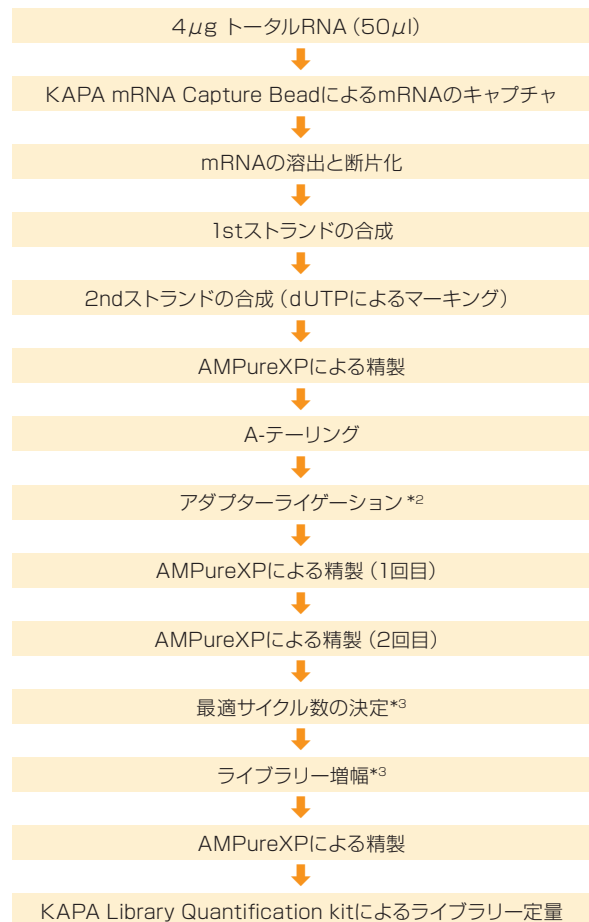 4μg トータルRNA（50μl）
KAPA mRNA Capture BeadによるmRNAのキャプチャ
mRNAの溶出と断片化
1stストランドの合成
2ndストランドの合成（dUTPによるマーキング）
AMPureXPによる精製
A-テーリング
アダプターライゲーション*2
AMPureXPによる精製（1回目）
AMPureXPによる精製（2回目）
最適サイクル数の決定*3
ライブラリー増幅*3
AMPureXPによる精製
KAPA Library Quantification kitによるライブラリー定量